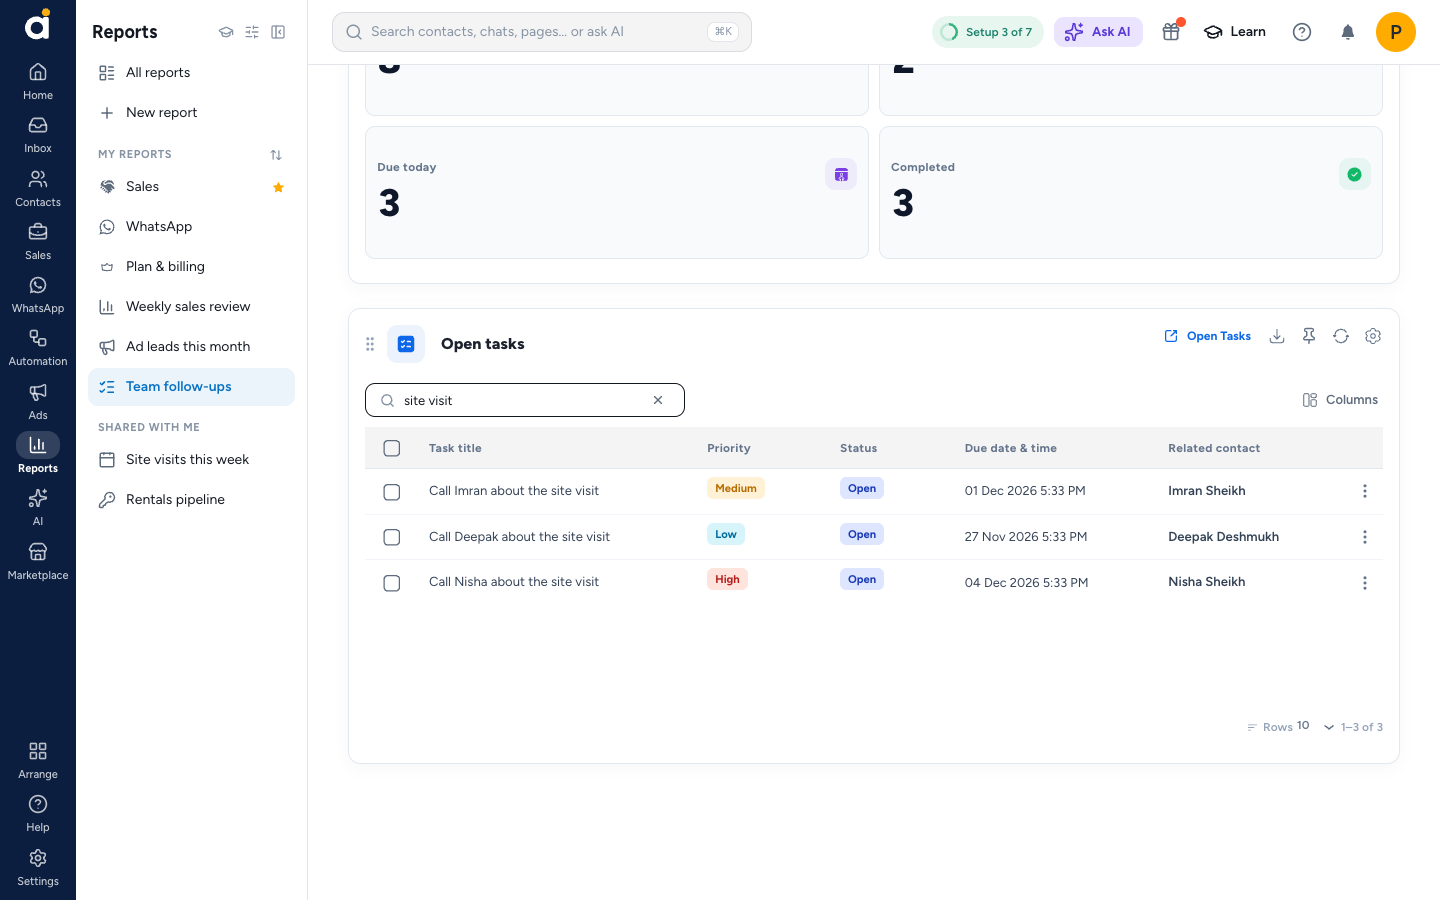 Reports
Search contacts, chats, pages... or ask AI
⌘K
Setup 3 of 7
Ask AI
Learn
P
Home
Inbox
Contacts
Sales
WhatsApp
Automation
Ads
Reports
AI
Marketplace
Arrange
Help
Settings
All reports
New report
MY REPORTS
Sales
WhatsApp
Plan & billing
Weekly sales review
Ad leads this month
Team follow-ups
SHARED WITH ME
Site visits this week
Rentals pipeline
Due today
3
Completed
3
Open tasks
Open Tasks
site visit
Columns
Task title Priority Status Due date & time Related contact
Call Imran about the site visit Medium Open 01 Dec 2026 5:33 PM Imran Sheikh
Call Deepak about the site visit Low Open 27 Nov 2026 5:33 PM Deepak Deshmukh
Call Nisha about the site visit High Open 04 Dec 2026 5:33 PM Nisha Sheikh
Rows 10 1–3 of 3